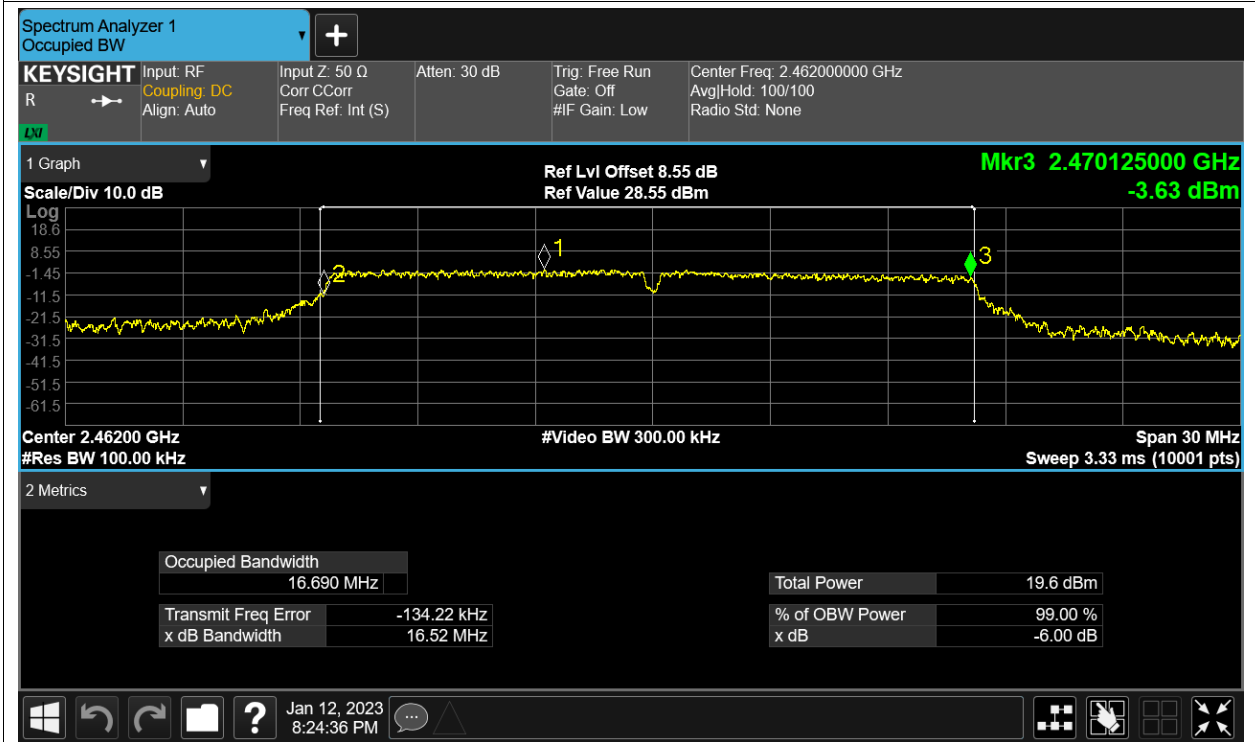 Spectrum Analyzer 1
Occupied BW
+
KEYSIGHT
R
LXI
Input: RF
Coupling: DC
Align: Auto
Input Z: 50 Ω
Corr CCorr
Freq Ref: Int (S)
Atten: 30 dB
Trig: Free Run
Gate: Off
#IF Gain: Low
Center Freq: 2.462000000 GHz
Avg|Hold: 100/100
Radio Std: None
1 Graph
Scale/Div 10.0 dB
Ref Lvl Offset 8.55 dB
Ref Value 28.55 dBm
Mkr3 2.470125000 GHz
-3.63 dBm
Log
18.6
8.55
-1.45
-11.5
-21.5
-31.5
-41.5
-51.5
-61.5
1
2
3
Center 2.46200 GHz
#Res BW 100.00 kHz
#Video BW 300.00 kHz
Span 30 MHz
Sweep 3.33 ms (10001 pts)
2 Metrics
Occupied Bandwidth
16.690 MHz
Transmit Freq Error -134.22 kHz
x dB Bandwidth 16.52 MHz
Total Power 19.6 dBm
% of OBW Power 99.00 %
x dB -6.00 dB
?
Jan 12, 2023
8:24:36 PM